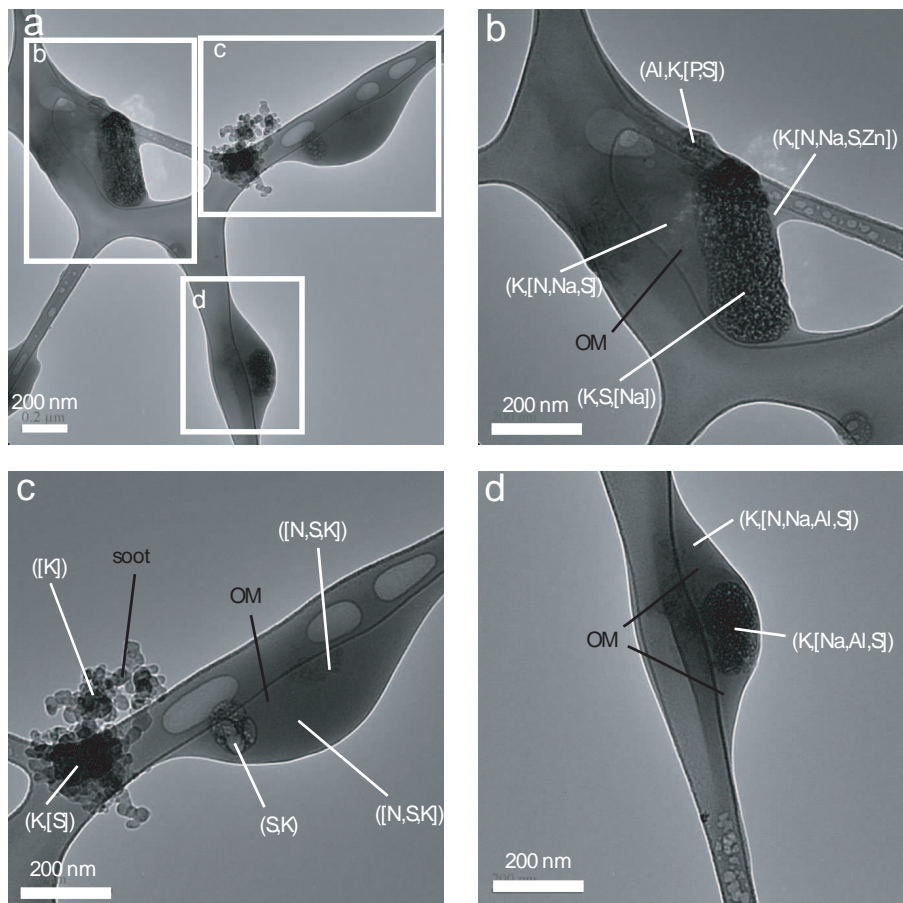 a
b
c
d
200 nm
0.2 µm
b
(Al,K,[P,S])
(K,[N,Na,S,Zn])
(K,[N,Na,S])
OM
(K,S,[Na])
200 nm
c
([N,S,K])
soot
([K])
OM
(K,[S])
(S,K)
([N,S,K])
200 nm
d
(K,[N,Na,Al,S])
OM
(K,[Na,Al,S])
200 nm